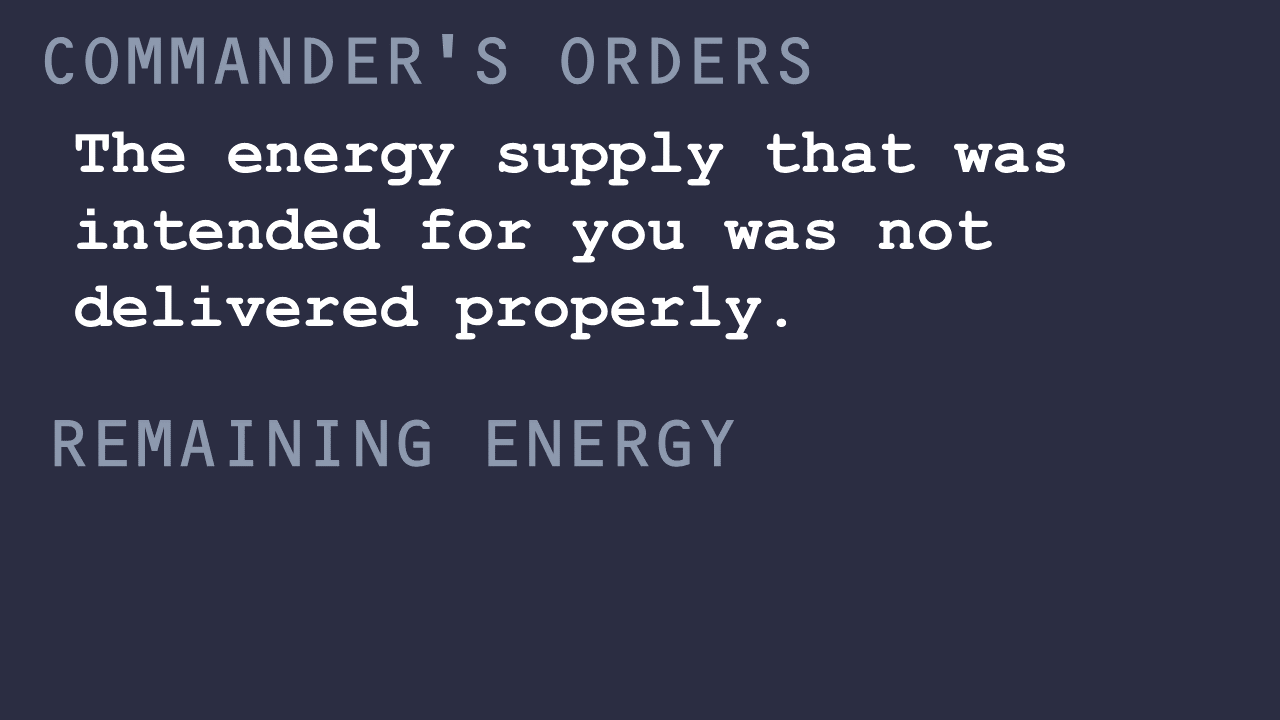 COMMANDER'S ORDERS
The energy supply that was
intended for you was not
delivered properly.
REMAINING ENERGY